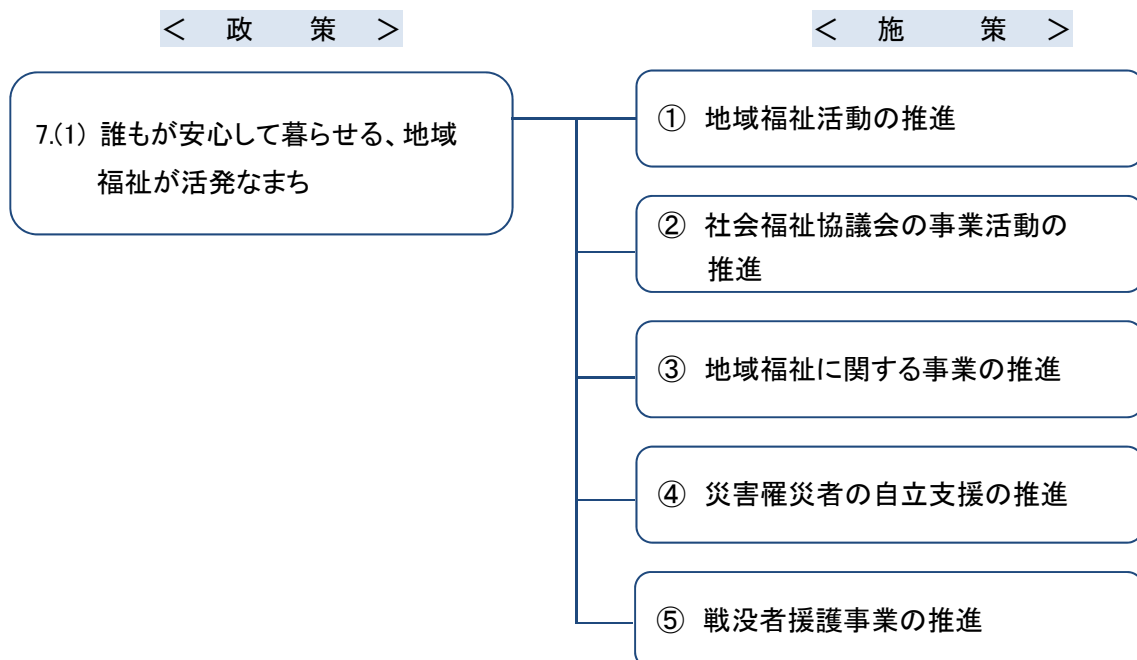 ＜ 政 策 ＞
＜ 施 策 ＞
7.(1) 誰もが安心して暮らせる、地域
福祉が活発なまち
① 地域福祉活動の推進
② 社会福祉協議会の事業活動の
推進
③ 地域福祉に関する事業の推進
④ 災害罹災者の自立支援の推進
⑤ 戦没者援護事業の推進